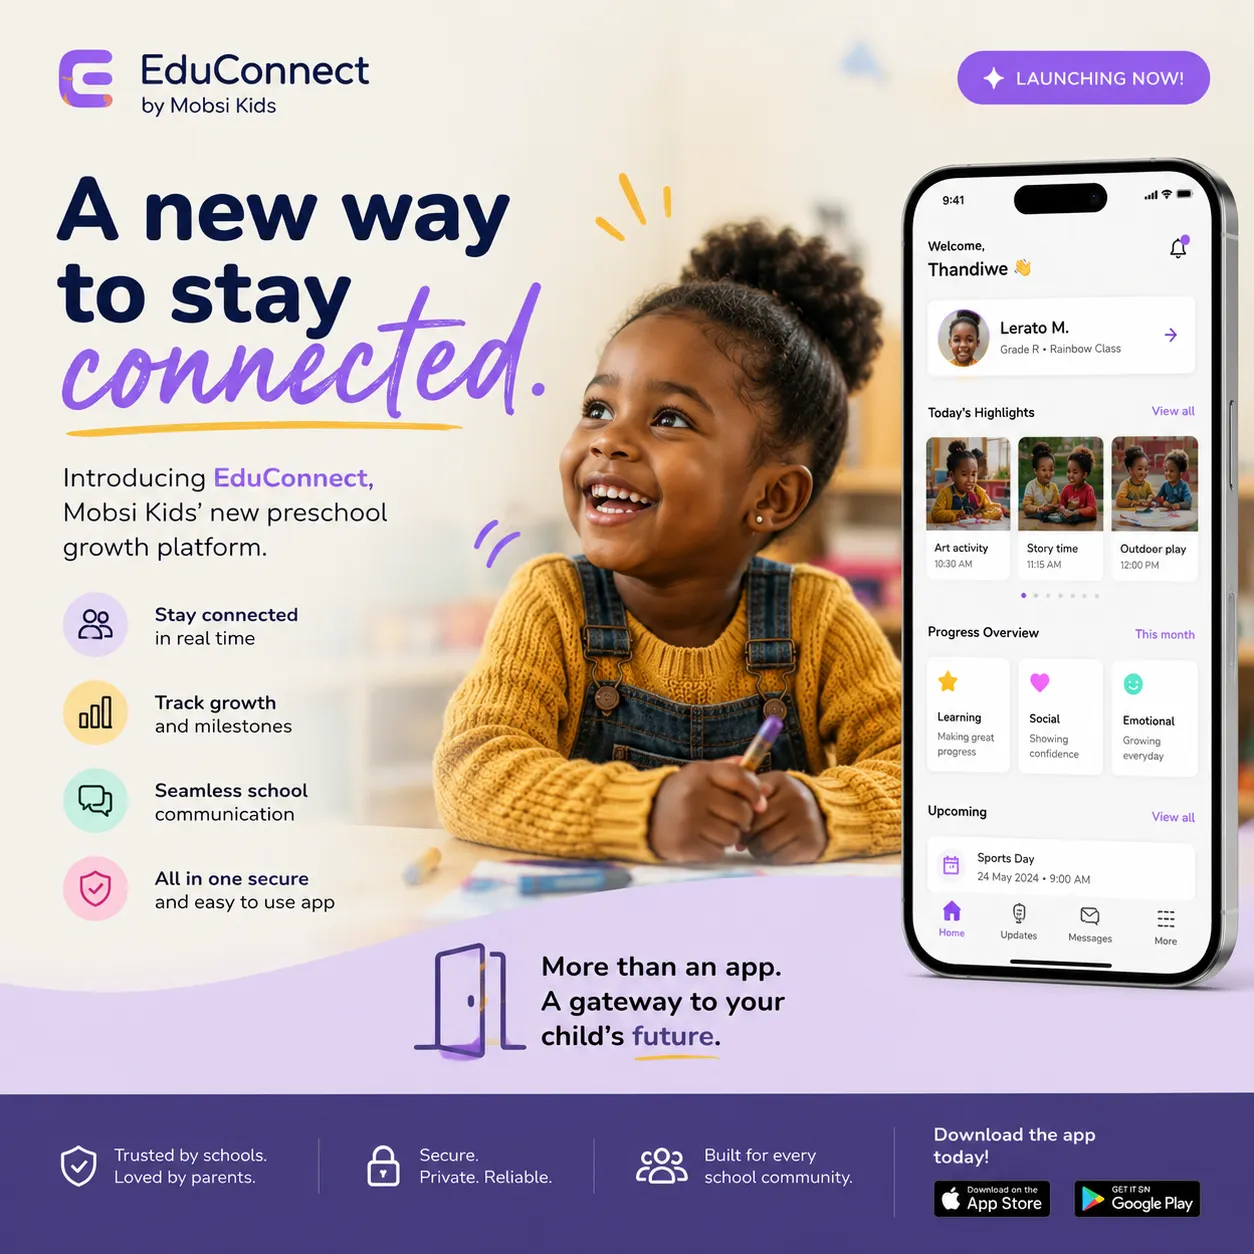 EduConnect
by Mobsi Kids
LAUNCHING NOW!
A new way
to stay
connected.
Introducing EduConnect,
Mobsi Kids’ new preschool
growth platform.
Stay connected
in real time
Track growth
and milestones
Seamless school
communication
All in one secure
and easy to use app
9:41
Welcome,
Thandiwe 👋
Lerato M.
Grade R • Rainbow Class
Today's Highlights
View all
Art activity
10:30 AM
Story time
11:15 AM
Outdoor play
12:00 PM
Progress Overview
This month
Learning
Making great
progress
Social
Showing
confidence
Emotional
Growing
everyday
Upcoming
View all
Sports Day
24 May 2024 • 9:00 AM
Home
Updates
Messages
More
More than an app.
A gateway to your
child’s future.
Trusted by schools.
Loved by parents.
Secure.
Private. Reliable.
Built for every
school community.
Download the app
today!
Download on the
App Store
GET IT SN
Google Play